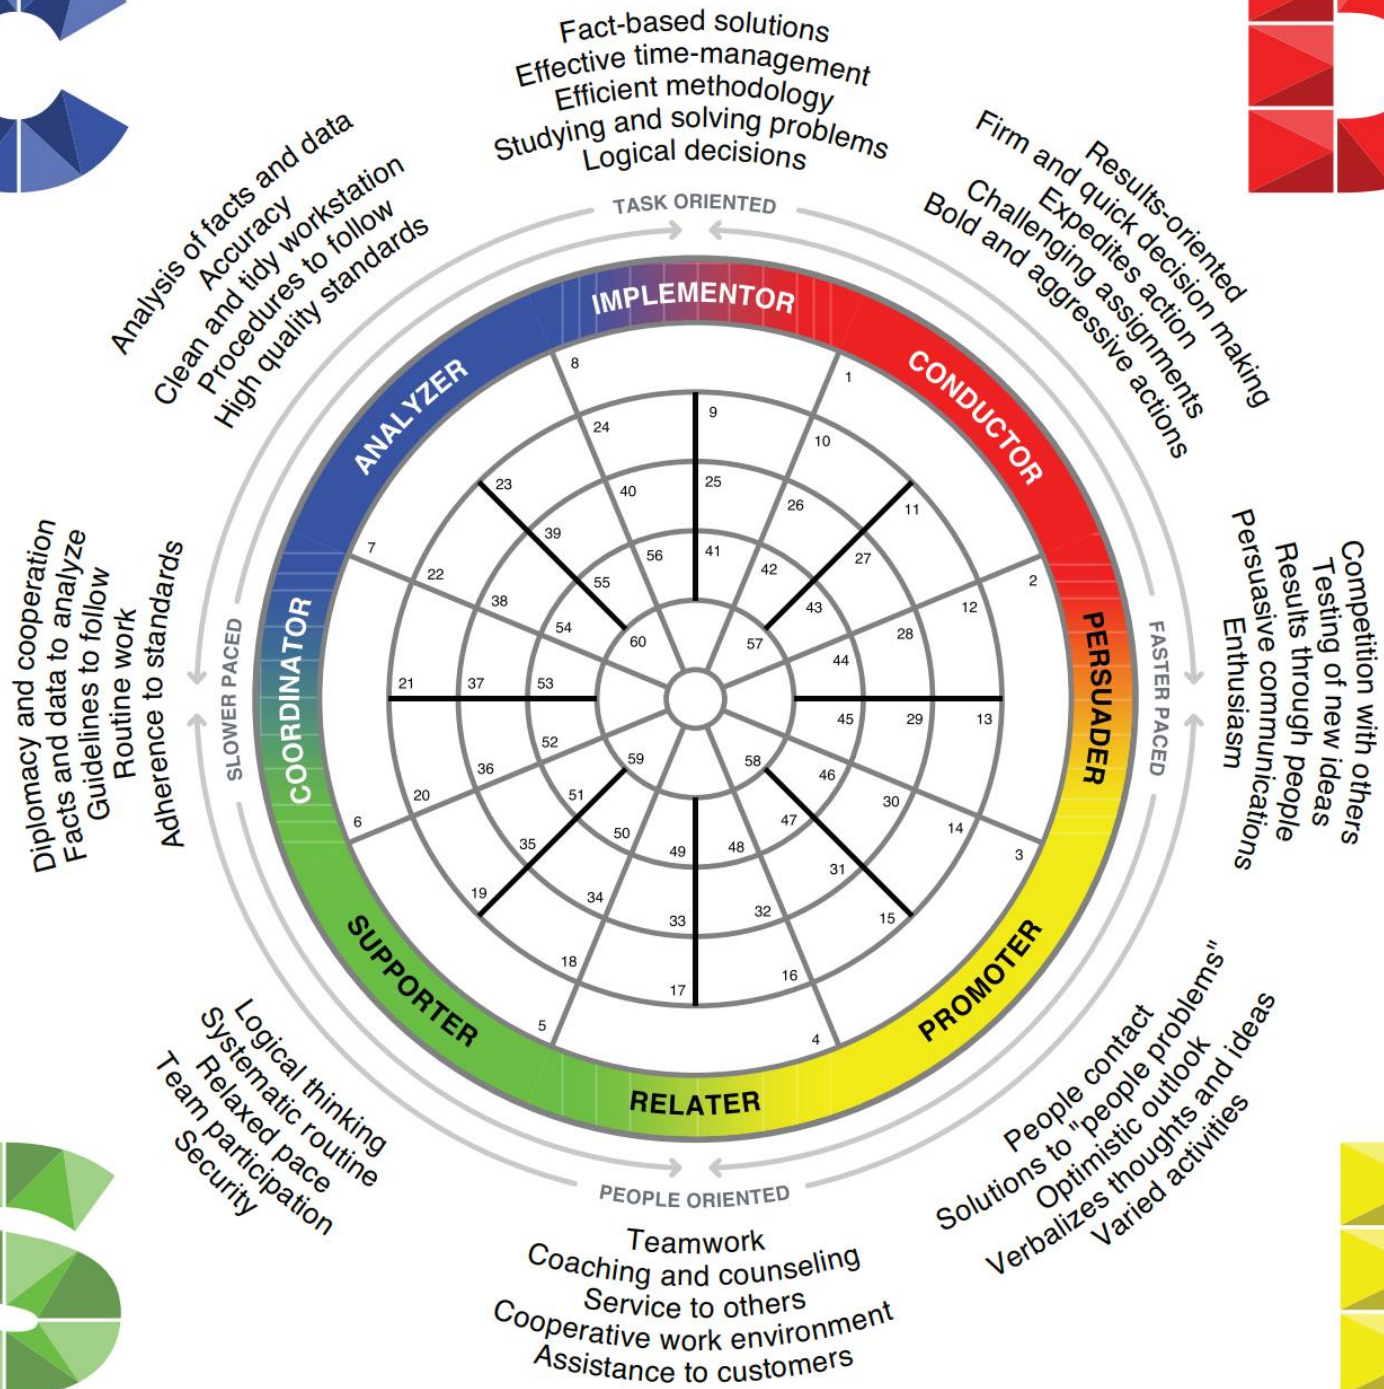 Fact-based solutions
Effective time-management
Efficient methodology
Studying and solving problems
Logical decisions
Analysis of facts and data
Accuracy
Clean and tidy workstation
Procedures to follow
High quality standards
Results-oriented
Firm and quick decision making
Expedites action
Challenging assignments
Bold and aggressive actions
TASK ORIENTED
IMPLEMENTOR
ANALYZER
CONDUCTOR
8
1
24
9
10
23
40
25
26
11
39
56
41
42
27
7
22
38
55
43
12
2
54
60
57
44
28
21
37
53
45
29
13
52
59
58
46
36
20
51
47
30
14
6
50
49
48
35
31
3
19
34
33
32
15
18
17
16
5
4
COORDINATOR
PERSUADER
SLOWER PACED
FASTER PACED
Diplomacy and cooperation
Facts and data to analyze
Guidelines to follow
Routine work
Adherence to standards
Competition with others
Testing of new ideas
Results through people
Persuasive communications
Enthusiasm
SUPPORTER
PROMOTER
RELATER
PEOPLE ORIENTED
Logical thinking
Systematic routine
Relaxed pace
Team participation
Security
People contact
Solutions to "people problems"
Optimistic outlook
Verbalizes thoughts and ideas
Varied activities
Teamwork
Coaching and counseling
Service to others
Cooperative work environment
Assistance to customers
C
D
S
I